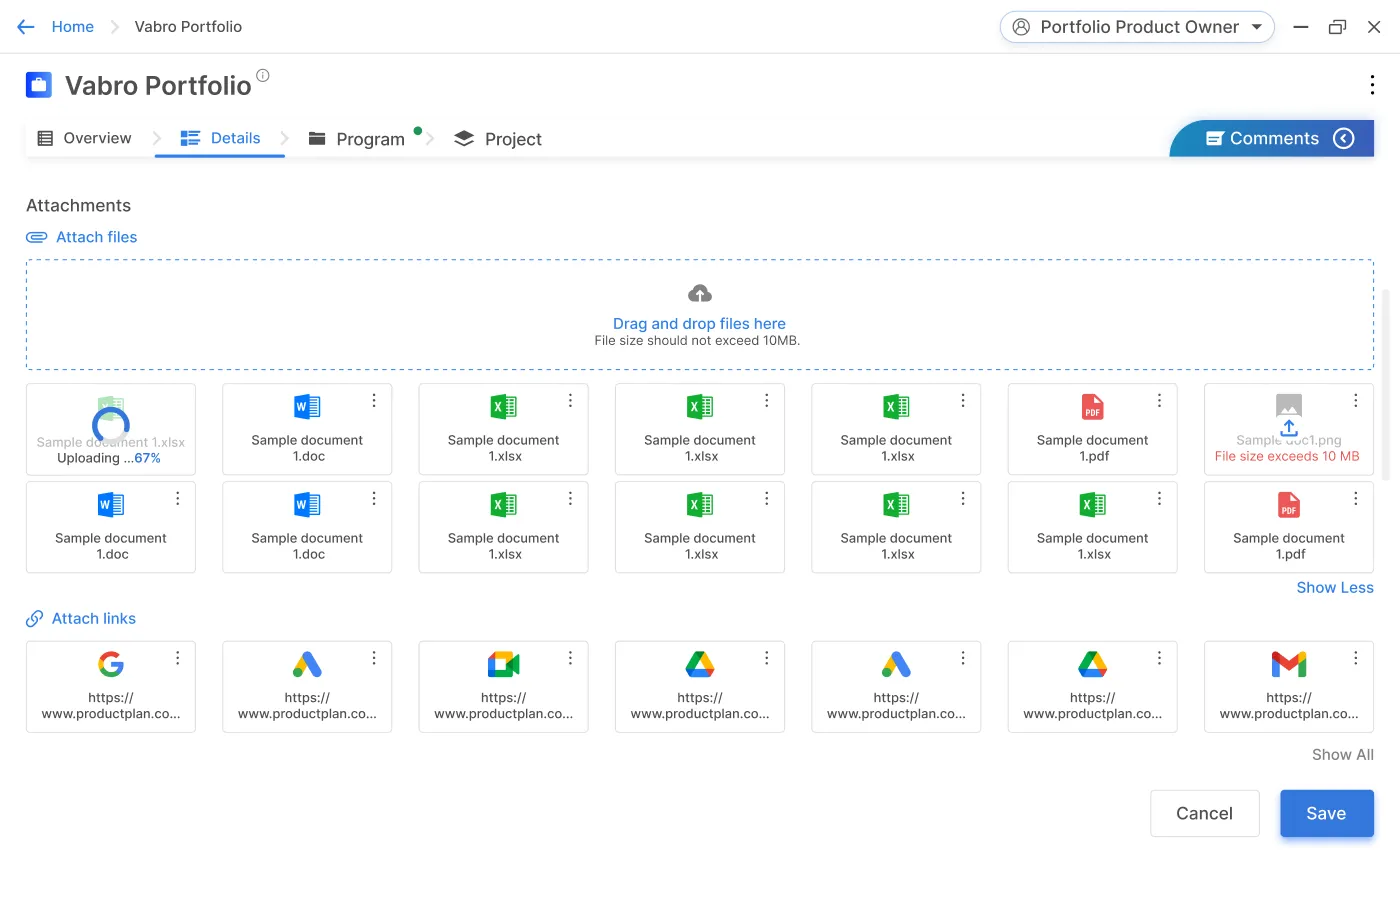 Home
Vabro Portfolio
Portfolio Product Owner
Vabro Portfolio
Overview
Details
Program
Project
Comments
Attachments
Attach files
Drag and drop files here
File size should not exceed 10MB.
Sample document 1.xlsx
Uploading ...67%
Sample document
1.doc
Sample document
1.xlsx
Sample document
1.xlsx
Sample document
1.xlsx
PDF
Sample document
1.pdf
Sample doc1.png
File size exceeds 10 MB
Sample document
1.doc
Sample document
1.doc
Sample document
1.xlsx
Sample document
1.xlsx
Sample document
1.xlsx
Sample document
1.xlsx
PDF
Sample document
1.pdf
Show Less
Attach links
https://
www.productplan.co...
https://
www.productplan.co...
https://
www.productplan.co...
https://
www.productplan.co...
https://
www.productplan.co...
https://
www.productplan.co...
https://
www.productplan.co...
Show All
Cancel
Save